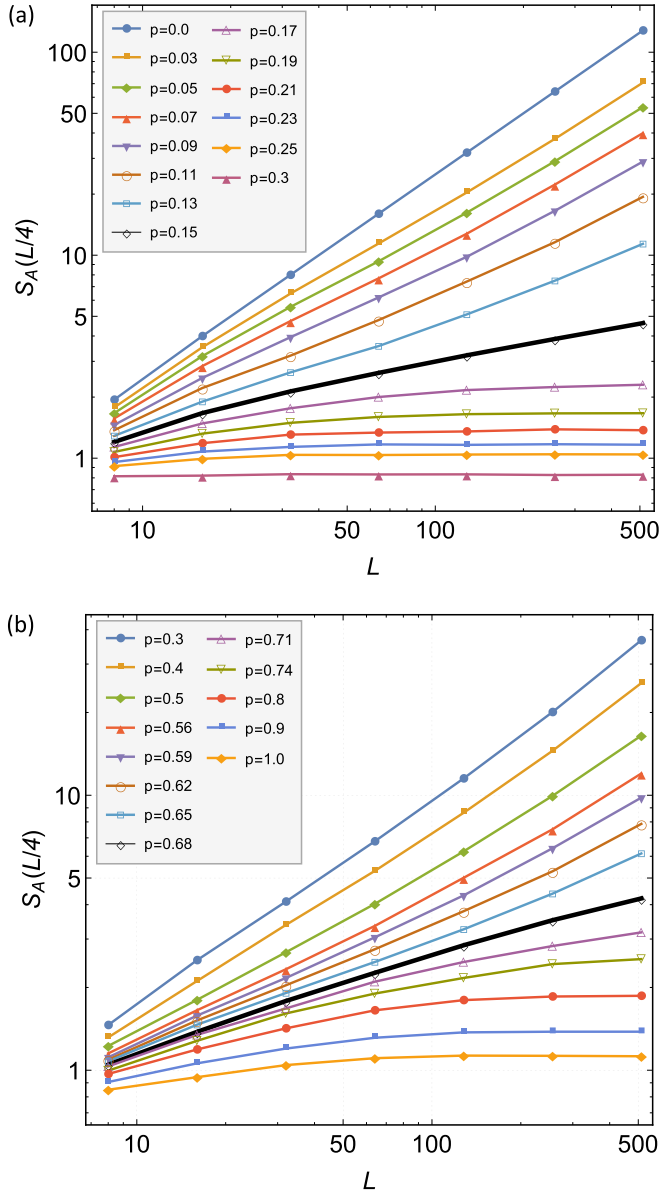 (a)
p=0.0
p=0.03
p=0.05
p=0.07
p=0.09
p=0.11
p=0.13
p=0.15
p=0.17
p=0.19
p=0.21
p=0.23
p=0.25
p=0.3
100
50
10
5
1
S_A(L/4)
10
50
100
500
L
(b)
p=0.3
p=0.4
p=0.5
p=0.56
p=0.59
p=0.62
p=0.65
p=0.68
p=0.71
p=0.74
p=0.8
p=0.9
p=1.0
10
5
1
S_A(L/4)
10
50
100
500
L